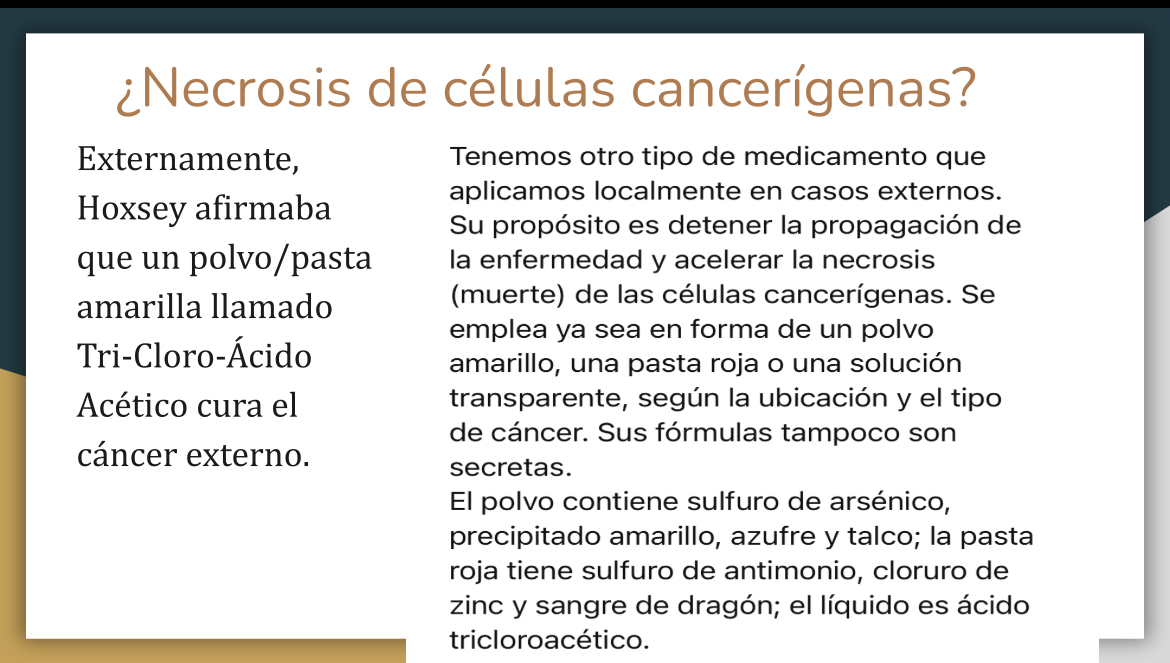 ¿Necrosis de células cancerígenas?
Externamente,
Hoxsey afirmaba
que un polvo/pasta
amarilla llamado
Tri-Cloro-Ácido
Acético cura el
cáncer externo.
Tenemos otro tipo de medicamento que
aplicamos localmente en casos externos.
Su propósito es detener la propagación de
la enfermedad y acelerar la necrosis
(muerte) de las células cancerígenas. Se
emplea ya sea en forma de un polvo
amarillo, una pasta roja o una solución
transparente, según la ubicación y el tipo
de cáncer. Sus fórmulas tampoco son
secretas.
El polvo contiene sulfuro de arsénico,
precipitado amarillo, azufre y talco; la pasta
roja tiene sulfuro de antimonio, cloruro de
zinc y sangre de dragón; el líquido es ácido
tricloroacético.